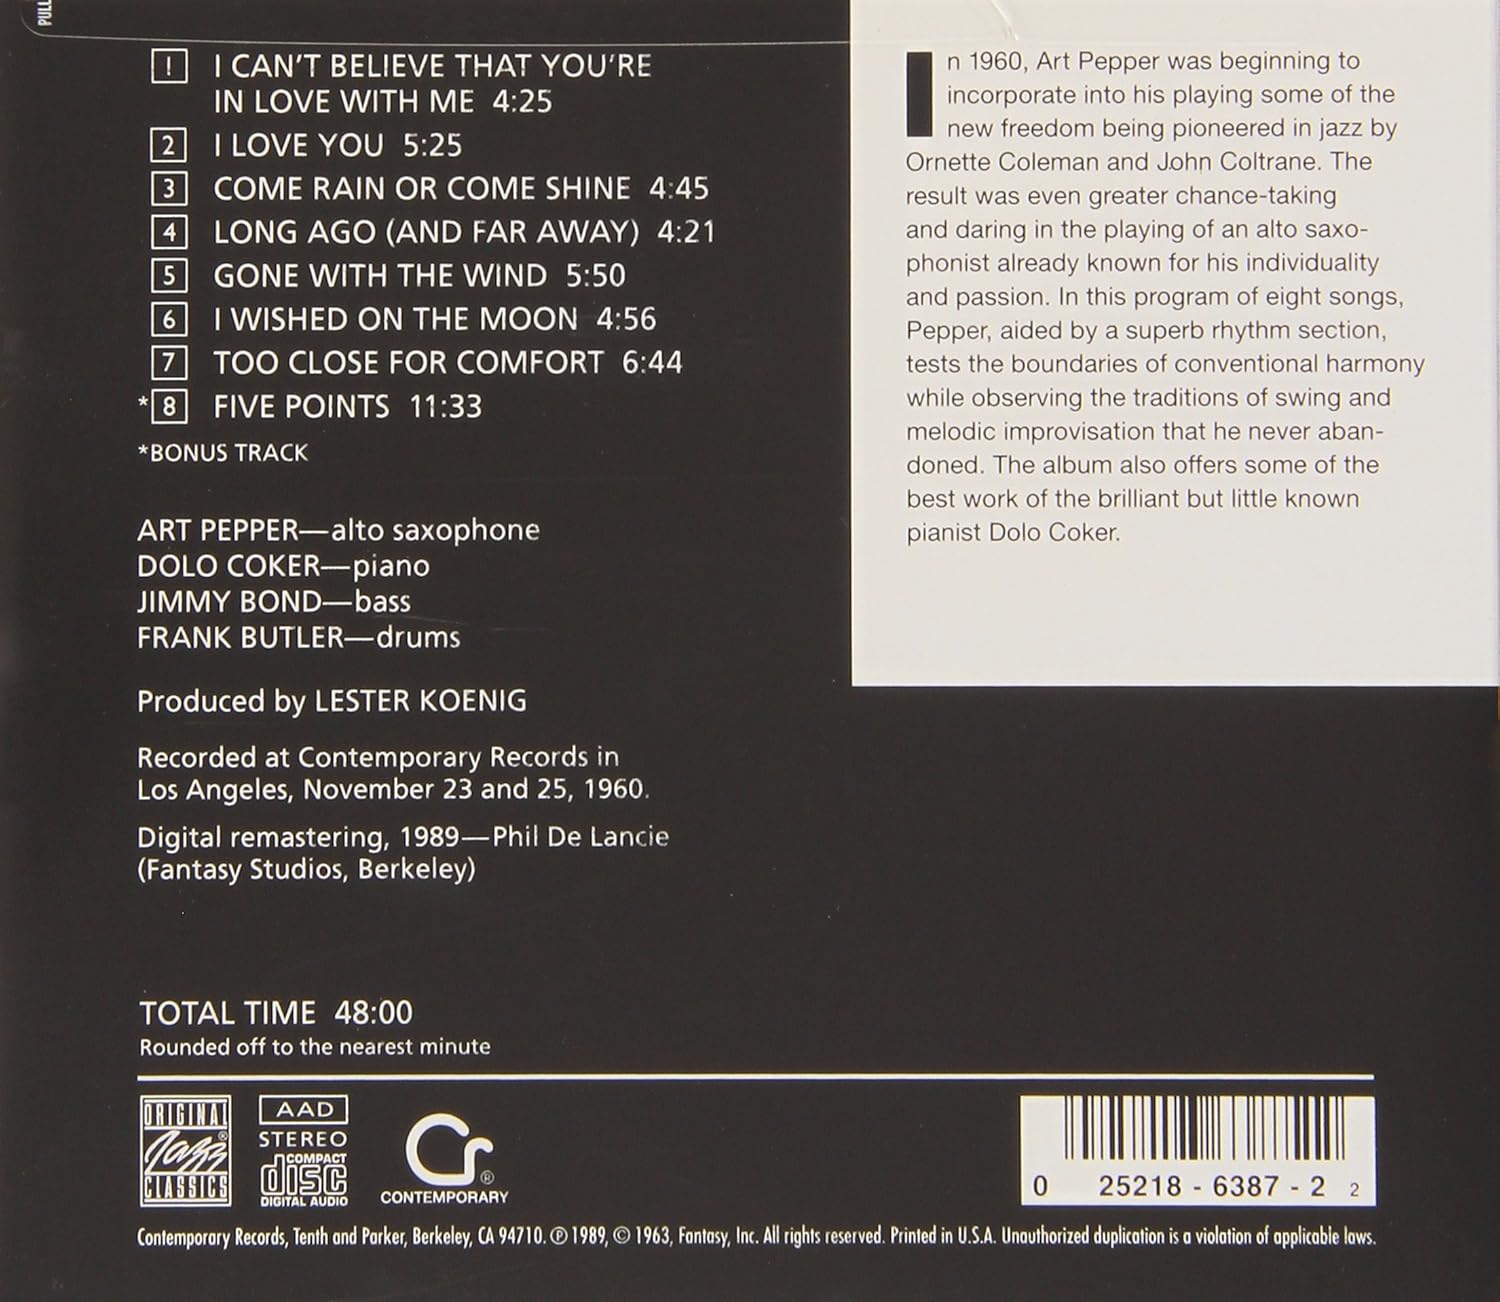 PULL
! I CAN'T BELIEVE THAT YOU'RE
IN LOVE WITH ME 4:25
2 I LOVE YOU 5:25
3 COME RAIN OR COME SHINE 4:45
4 LONG AGO (AND FAR AWAY) 4:21
5 GONE WITH THE WIND 5:50
6 I WISHED ON THE MOON 4:56
7 TOO CLOSE FOR COMFORT 6:44
*8 FIVE POINTS 11:33
*BONUS TRACK
ART PEPPER—alto saxophone
DOLO COKER—piano
JIMMY BOND—bass
FRANK BUTLER—drums
Produced by LESTER KOENIG
Recorded at Contemporary Records in
Los Angeles, November 23 and 25, 1960.
Digital remastering, 1989—Phil De Lancie
(Fantasy Studios, Berkeley)
TOTAL TIME 48:00
Rounded off to the nearest minute
In 1960, Art Pepper was beginning to
incorporate into his playing some of the
new freedom being pioneered in jazz by
Ornette Coleman and John Coltrane. The
result was even greater chance-taking
and daring in the playing of an alto saxo-
phonist already known for his individuality
and passion. In this program of eight songs,
Pepper, aided by a superb rhythm section,
tests the boundaries of conventional harmony
while observing the traditions of swing and
melodic improvisation that he never aban-
doned. The album also offers some of the
best work of the brilliant but little known
pianist Dolo Coker.
ORIGINAL
Jazz®
CLASSICS
AAD
STEREO
COMPACT
disc
DIGITAL AUDIO
Cr®
CONTEMPORARY
0 25218 - 6387 - 2 2
Contemporary Records, Tenth and Parker, Berkeley, CA 94710. ℗ 1989, © 1963, Fantasy, Inc. All rights reserved. Printed in U.S.A. Unauthorized duplication is a violation of applicable laws.